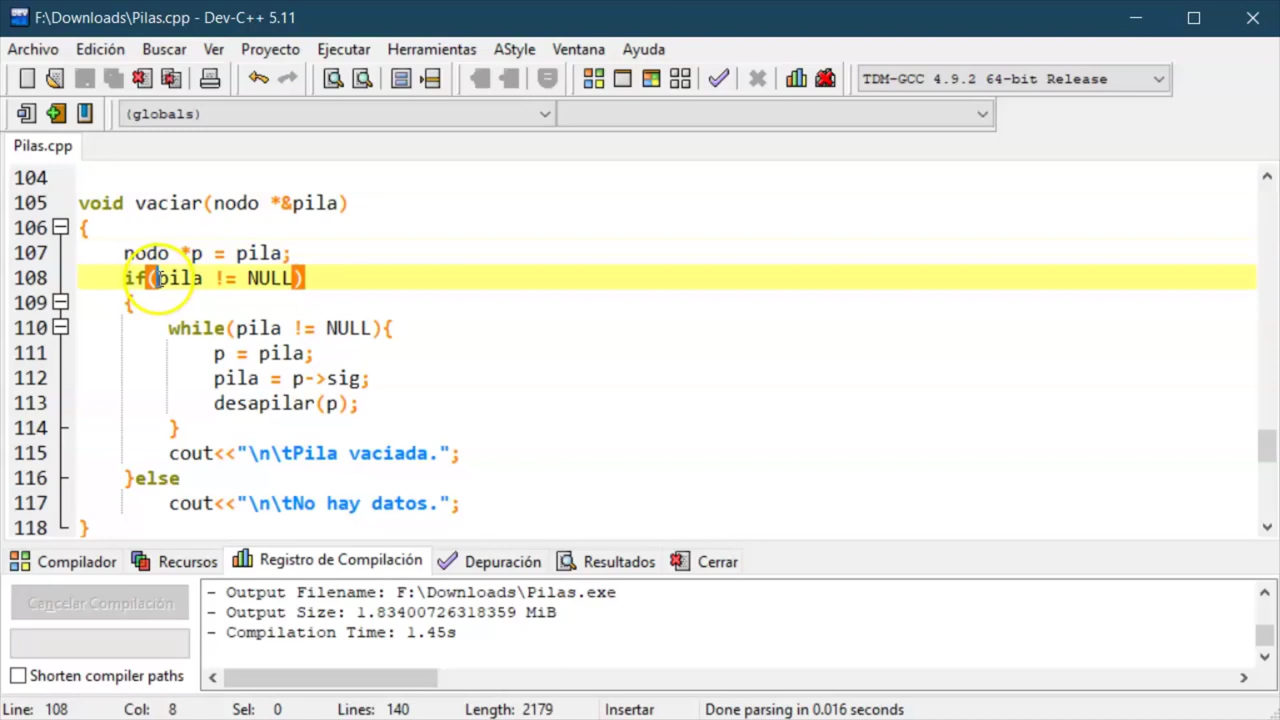 F:\Downloads\Pilas.cpp - Dev-C++ 5.11
Archivo Edición Buscar Ver Proyecto Ejecutar Herramientas AStyle Ventana Ayuda
TDM-GCC 4.9.2 64-bit Release
(globals)
Pilas.cpp
104
105 void vaciar(nodo *&pila)
106 {
107 nodo *p = pila;
108 if(pila != NULL)
109 {
110 while(pila != NULL){
111 p = pila;
112 pila = p->sig;
113 desapilar(p);
114 }
115 cout<<"\n\tPila vaciada.";
116 }else
117 cout<<"\n\tNo hay datos.";
118 }
Compilador Recursos Registro de Compilación Depuración Resultados Cerrar
Cancelar Compilación
- Output Filename: F:\Downloads\Pilas.exe
- Output Size: 1.83400726318359 MiB
- Compilation Time: 1.45s
Shorten compiler paths
Line: 108 Col: 8 Sel: 0 Lines: 140 Length: 2179 Insertar Done parsing in 0.016 seconds